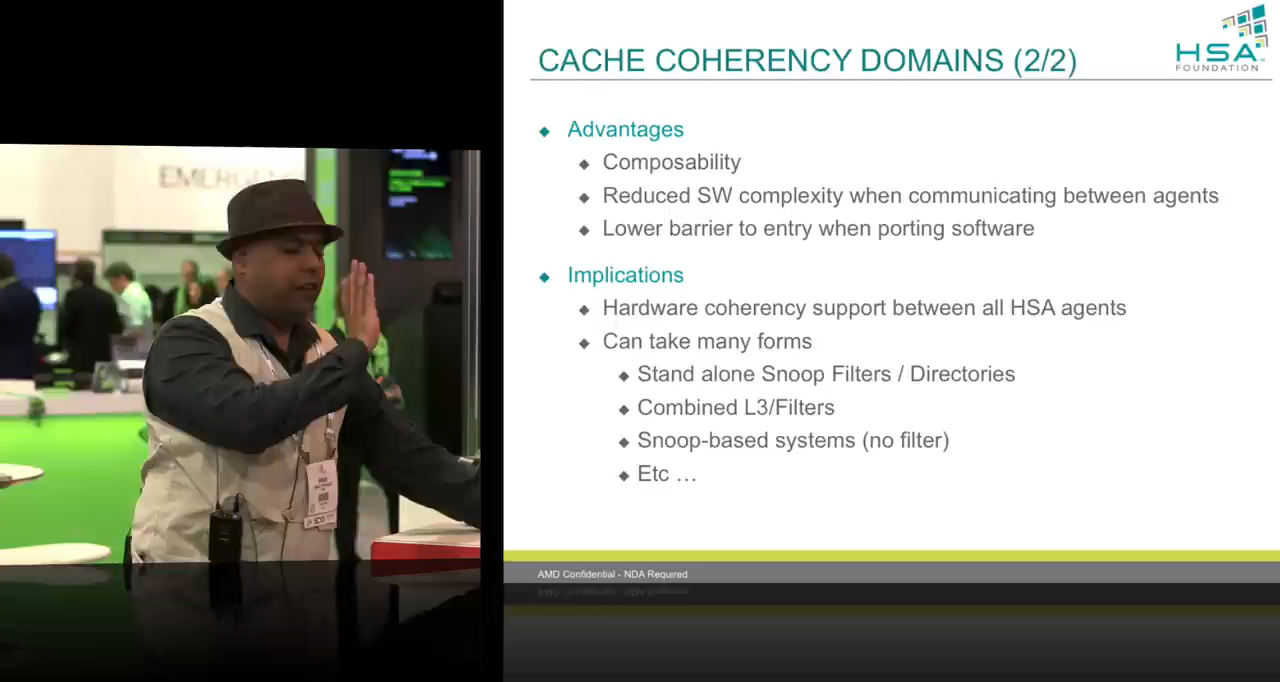 EMERGE
CACHE COHERENCY DOMAINS (2/2)
HSA
FOUNDATION
Advantages
Composability
Reduced SW complexity when communicating between agents
Lower barrier to entry when porting software
Implications
Hardware coherency support between all HSA agents
Can take many forms
Stand alone Snoop Filters / Directories
Combined L3/Filters
Snoop-based systems (no filter)
Etc …
AMD Confidential - NDA Required